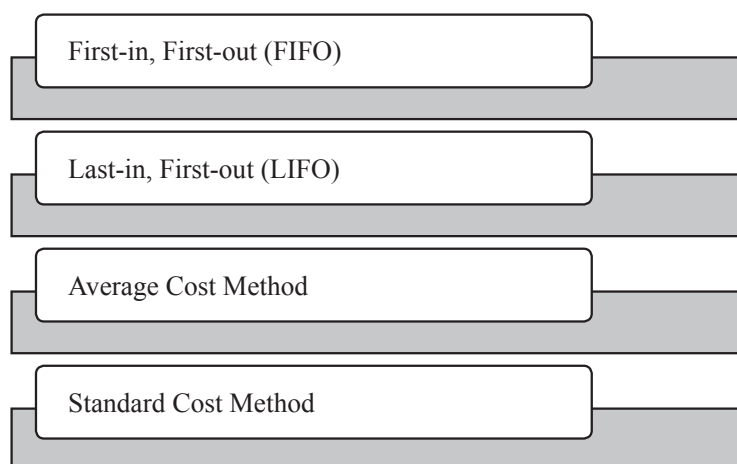 First-in, First-out (FIFO)
Last-in, First-out (LIFO)
Average Cost Method
Standard Cost Method